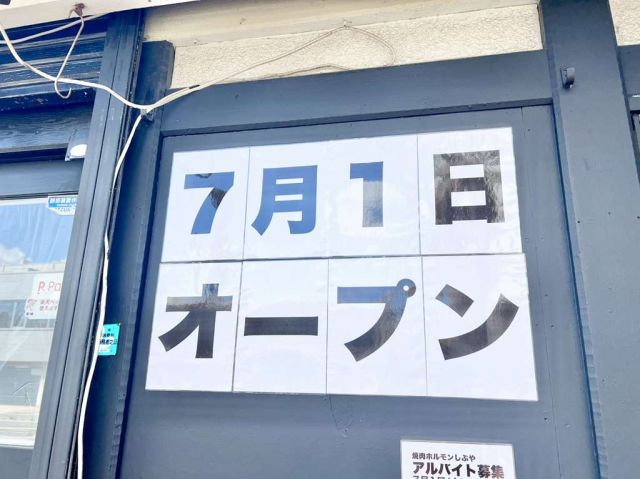 7月1日
オープン
焼肉ホルモンしぶや
アルバイト募集
R Pa